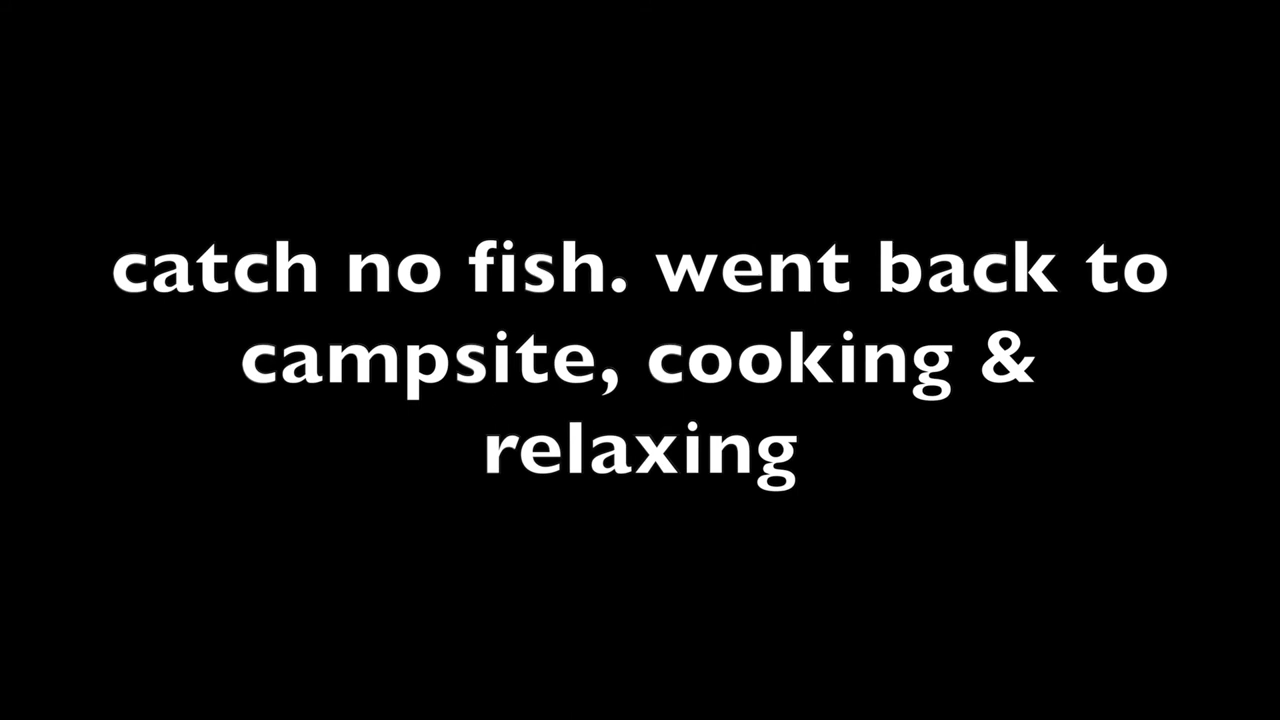 catch no fish. went back to
campsite, cooking &
relaxing